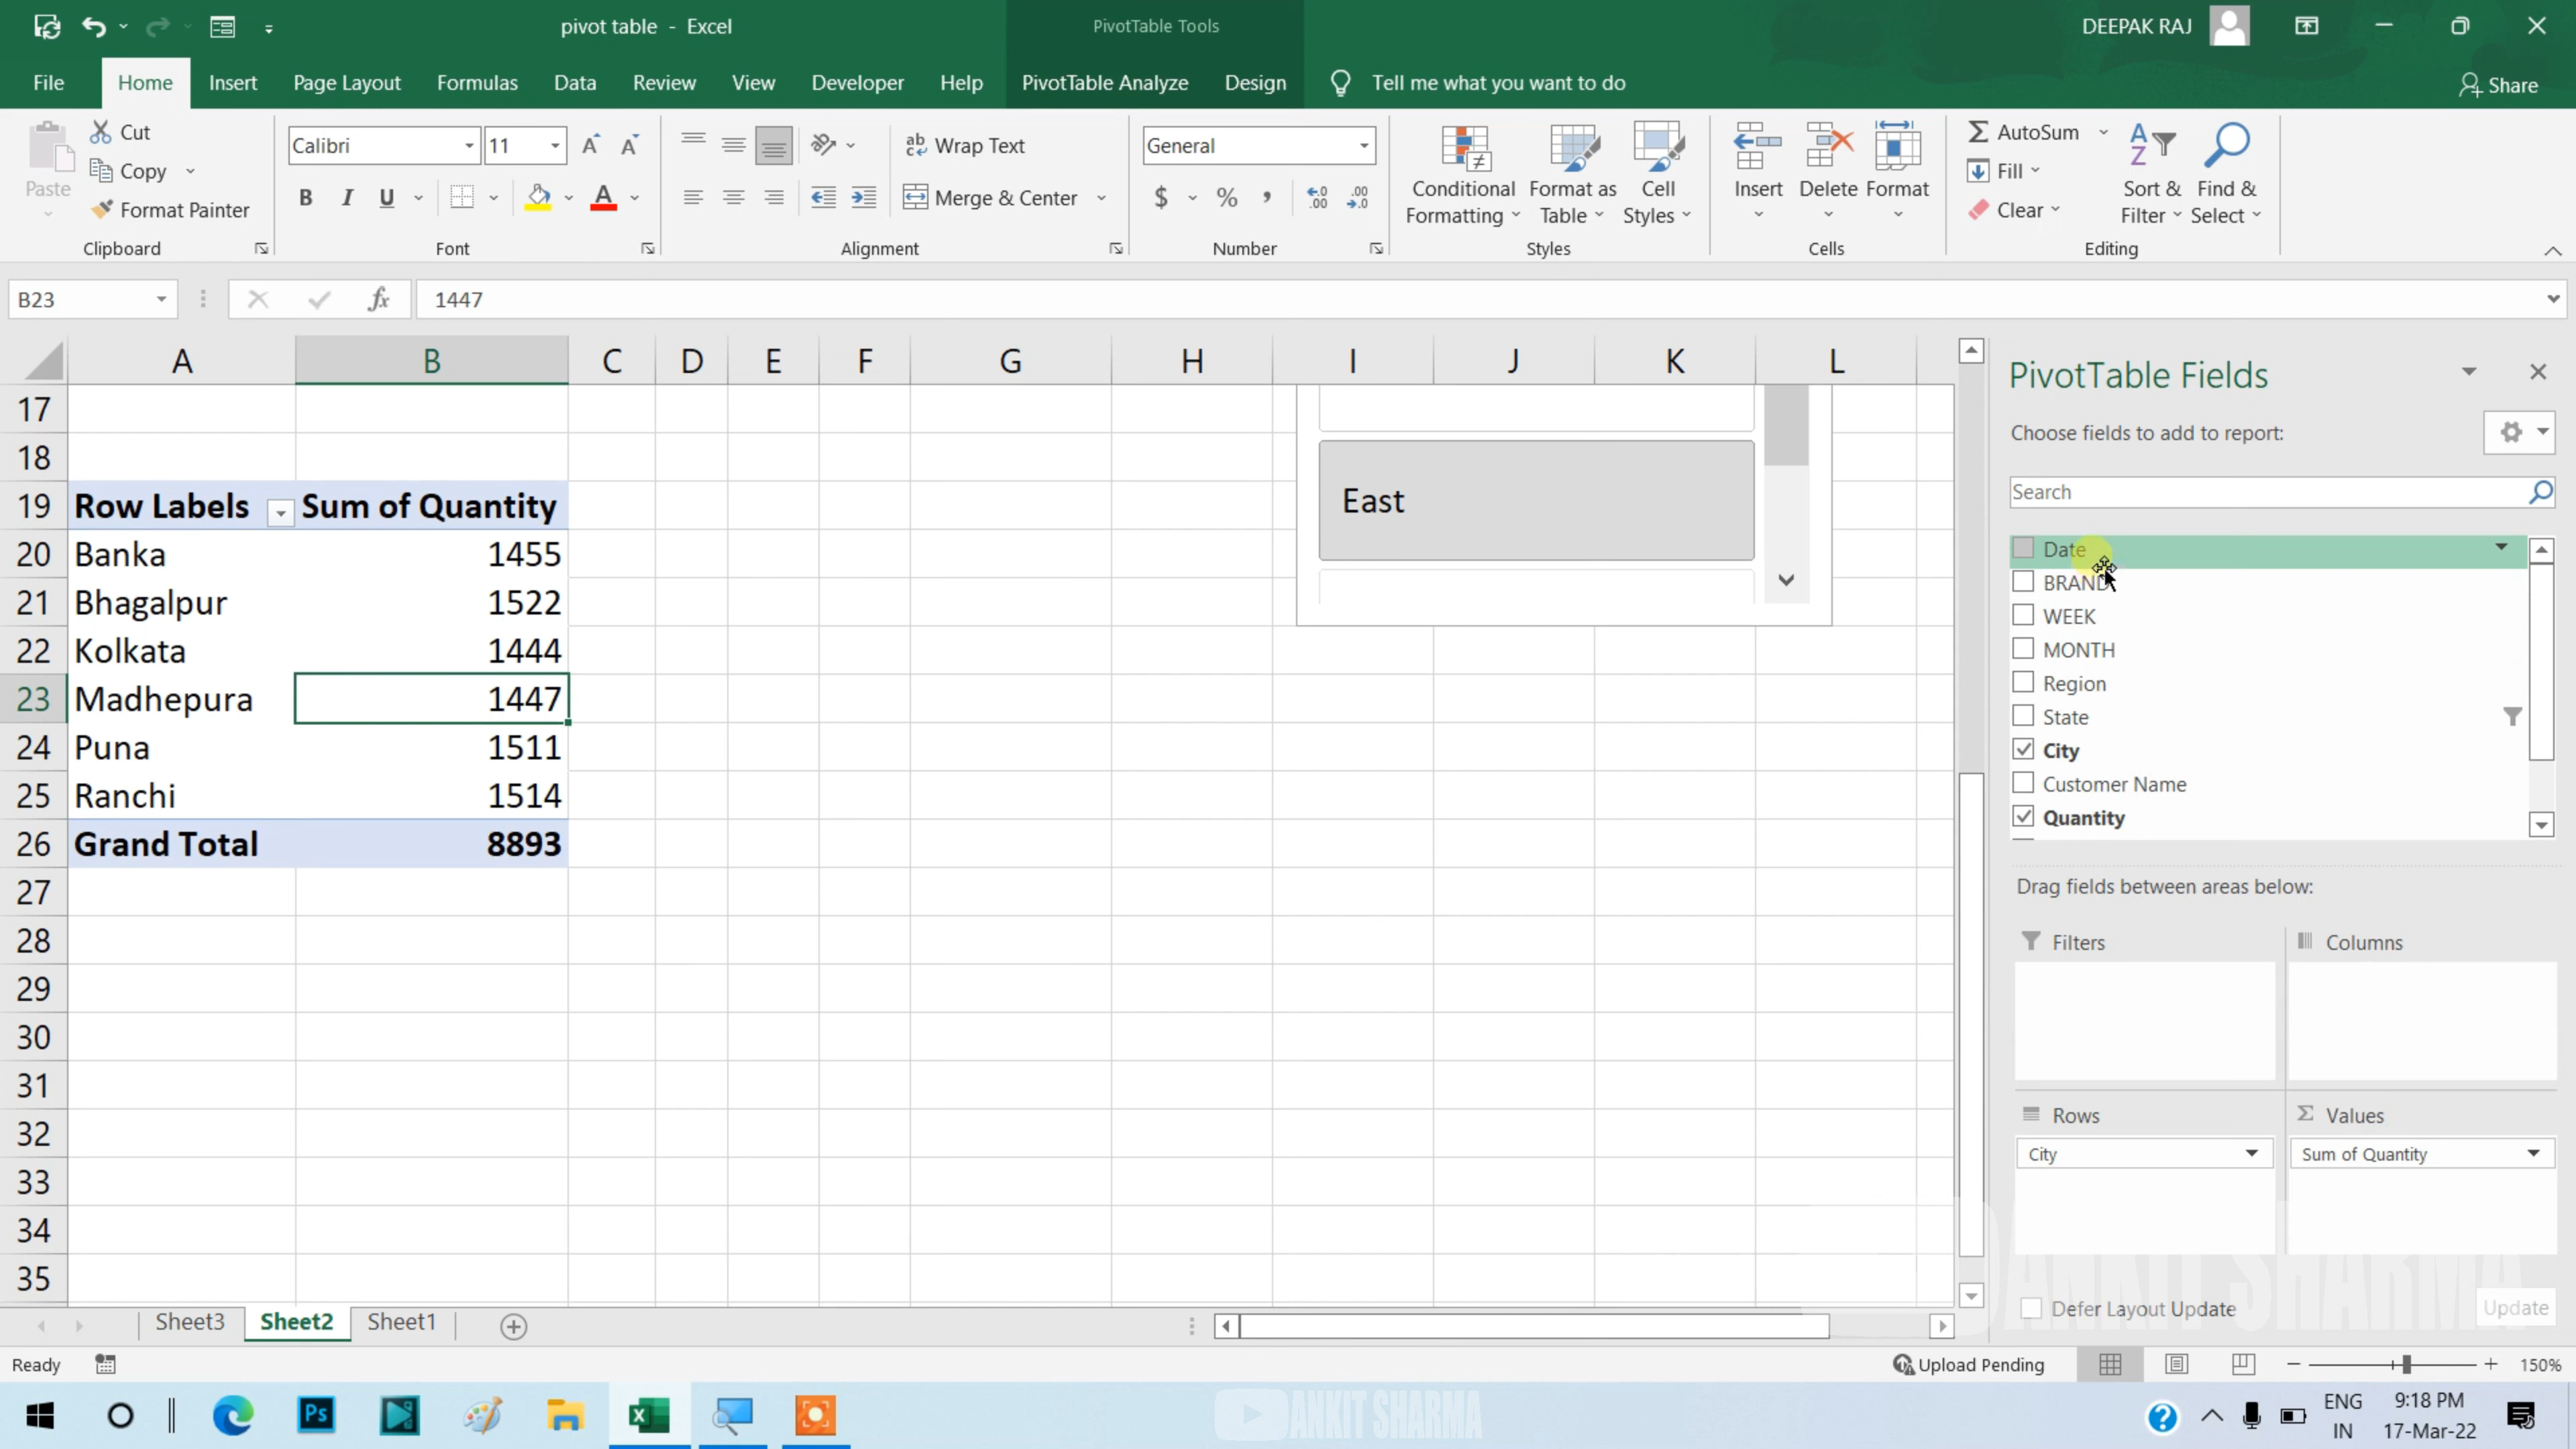 pivot table - Excel
PivotTable Tools
DEEPAK RAJ
File Home Insert Page Layout Formulas Data Review View Developer Help PivotTable Analyze Design Tell me what you want to do Share
Paste
Cut
Copy
Format Painter
Clipboard
Calibri 11
B I U A
Font
Wrap Text
Merge & Center
Alignment
General
$ % ,
Number
Conditional Formatting
Format as Table
Cell Styles
Styles
Insert Delete Format
Cells
AutoSum
Fill
Clear
Sort & Filter
Find & Select
Editing
B23 fx 1447
A B C D E F G H I J K L
17
18
19 Row Labels Sum of Quantity
20 Banka 1455
21 Bhagalpur 1522
22 Kolkata 1444
23 Madhepura 1447
24 Puna 1511
25 Ranchi 1514
26 Grand Total 8893
27
28
29
30
31
32
33
34
35
East
PivotTable Fields
Choose fields to add to report:
Search
Date
BRAND
WEEK
MONTH
Region
State
City
Customer Name
Quantity
Drag fields between areas below:
Filters Columns
Rows Values
City Sum of Quantity
Defer Layout Update Update
ANKIT SHARMA
Sheet3 Sheet2 Sheet1
Ready Upload Pending 150%
Ps
ANKIT SHARMA
ENG
IN
9:18 PM
17-Mar-22